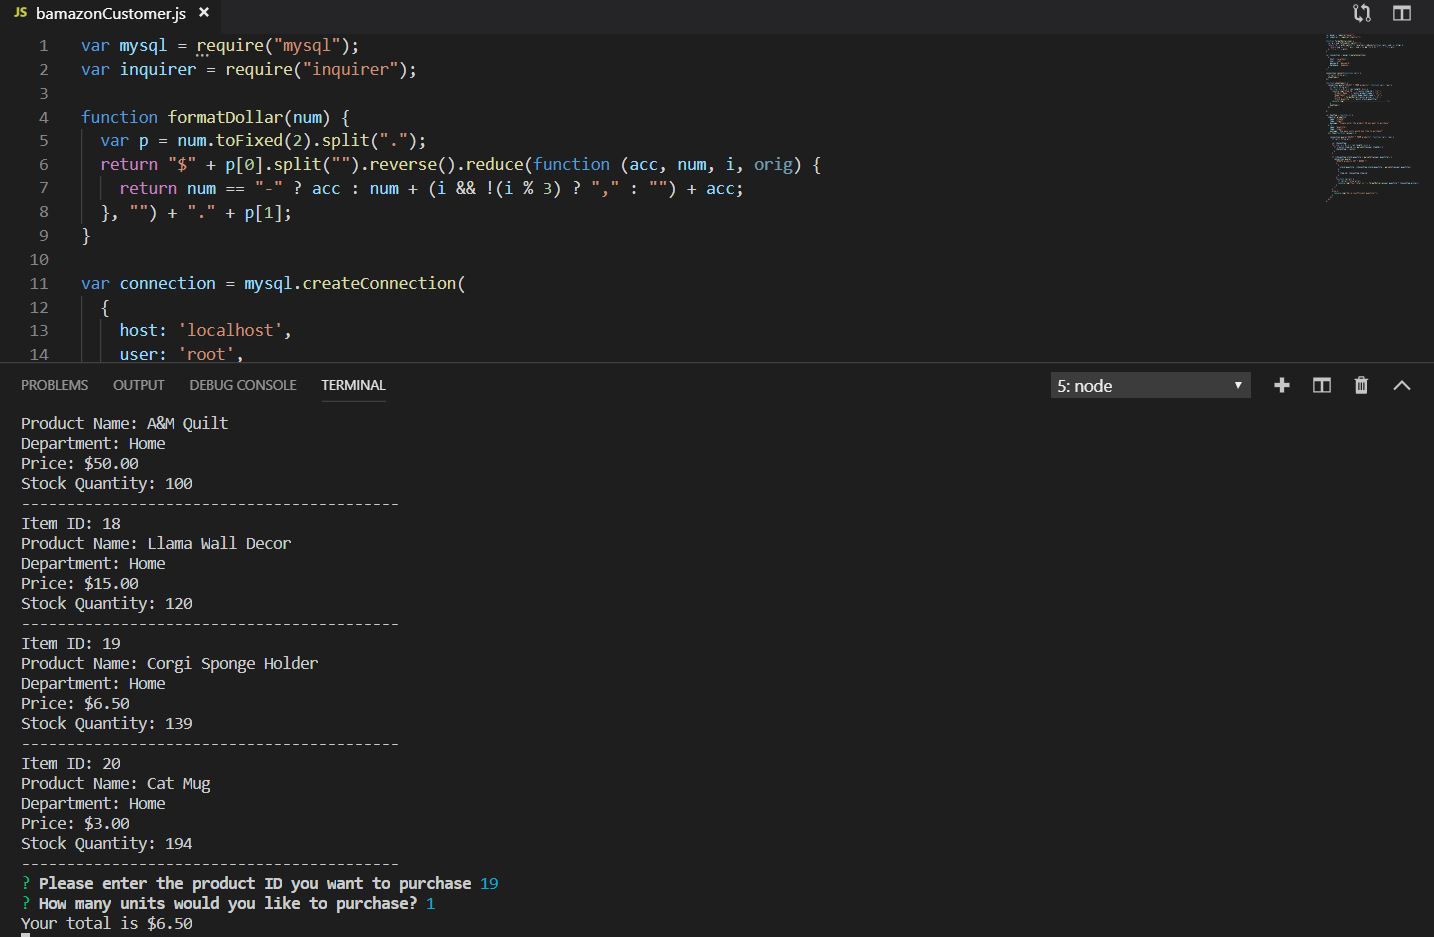 JS bamazonCustomer.js ×
1 var mysql = require("mysql");
2 var inquirer = require("inquirer");
3
4 function formatDollar(num) {
5 var p = num.toFixed(2).split(".");
6 return "$" + p[0].split("").reverse().reduce(function (acc, num, i, orig) {
7 return num == "-" ? acc : num + (i && !(i % 3) ? "," : "") + acc;
8 }, "") + "." + p[1];
9 }
10
11 var connection = mysql.createConnection(
12 {
13 host: 'localhost',
14 user: 'root',
PROBLEMS OUTPUT DEBUG CONSOLE TERMINAL 5: node
Product Name: A&M Quilt
Department: Home
Price: $50.00
Stock Quantity: 100
------------------------------------------
Item ID: 18
Product Name: Llama Wall Decor
Department: Home
Price: $15.00
Stock Quantity: 120
------------------------------------------
Item ID: 19
Product Name: Corgi Sponge Holder
Department: Home
Price: $6.50
Stock Quantity: 139
------------------------------------------
Item ID: 20
Product Name: Cat Mug
Department: Home
Price: $3.00
Stock Quantity: 194
------------------------------------------
? Please enter the product ID you want to purchase 19
? How many units would you like to purchase? 1
Your total is $6.50